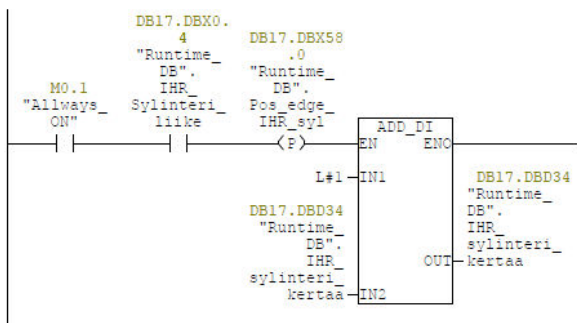 DB17.DBX0.
4
"Runtime_
DB".
IHR_
Sylinteri_
liike
DB17.DBX58
.0
"Runtime_
DB".
Pos_edge_
IHR_syl
M0.1
"Allways_
ON"
(P)
ADD_DI
EN ENO
L#1 IN1
DB17.DBD34
"Runtime_
DB".
IHR_
sylinteri_
kertaa
IN2
DB17.DBD34
"Runtime_
DB".
IHR_
sylinteri_
kertaa
OUT